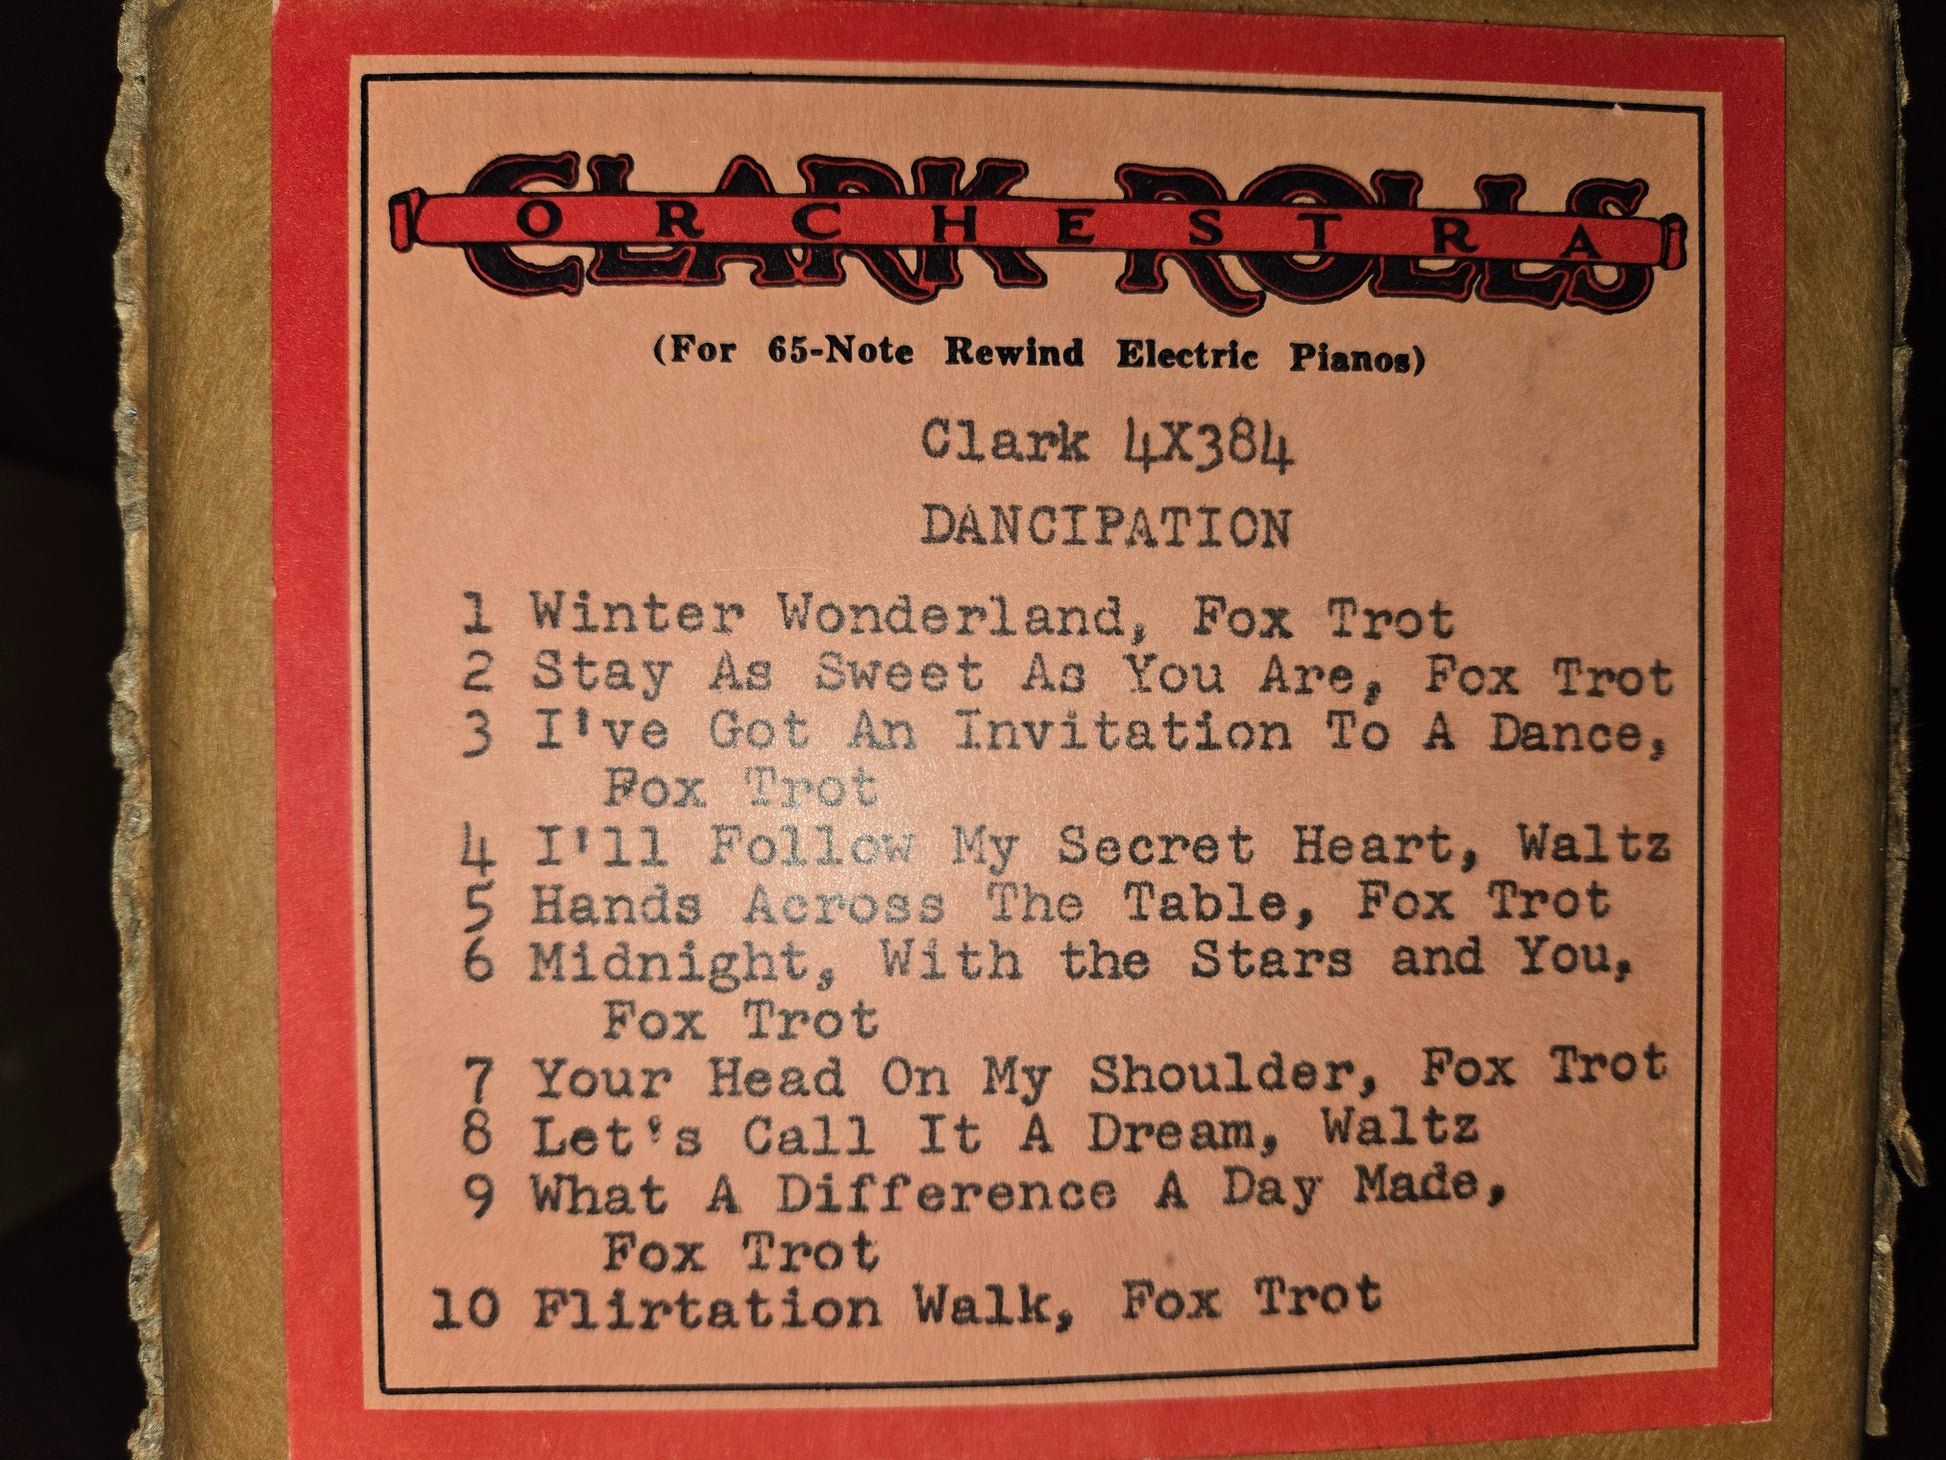 CLARK ROLLS
ORCHESTRA
(For 65-Note Rewind Electric Pianos)
Clark 4X384
DANCIPATION
1 Winter Wonderland, Fox Trot
2 Stay As Sweet As You Are, Fox Trot
3 I've Got An Invitation To A Dance,
Fox Trot
4 I'll Follow My Secret Heart, Waltz
5 Hands Across The Table, Fox Trot
6 Midnight, With the Stars and You,
Fox Trot
7 Your Head On My Shoulder, Fox Trot
8 Let's Call It A Dream, Waltz
9 What A Difference A Day Made,
Fox Trot
10 Flirtation Walk, Fox Trot